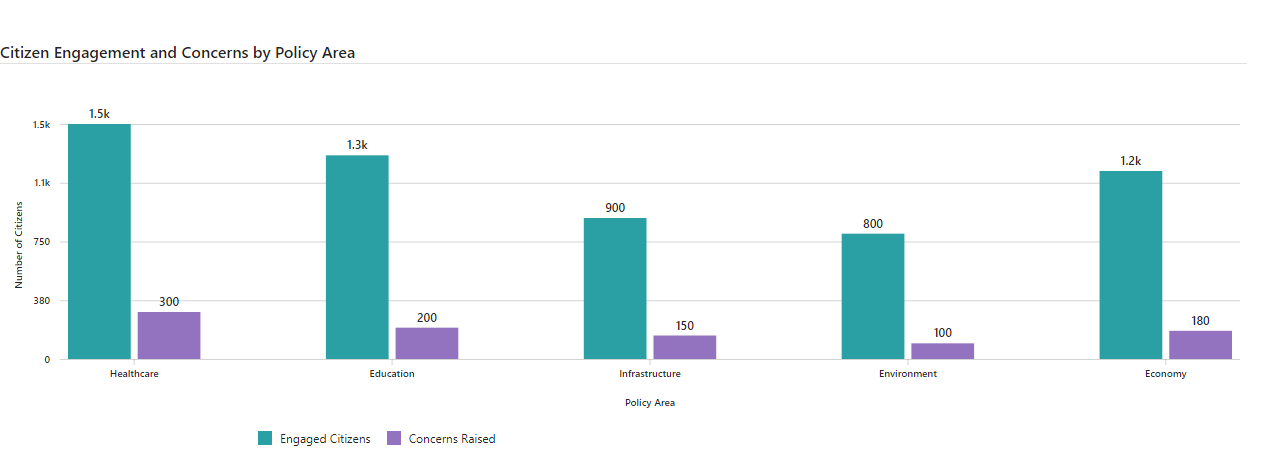 Citizen Engagement and Concerns by Policy Area
1.5k
1.5k
1.3k
1.2k
1.1k
900
800
750
380
300
200
150
100
180
0
Number of Citizens
Healthcare
Education
Infrastructure
Environment
Economy
Policy Area
Engaged Citizens
Concerns Raised